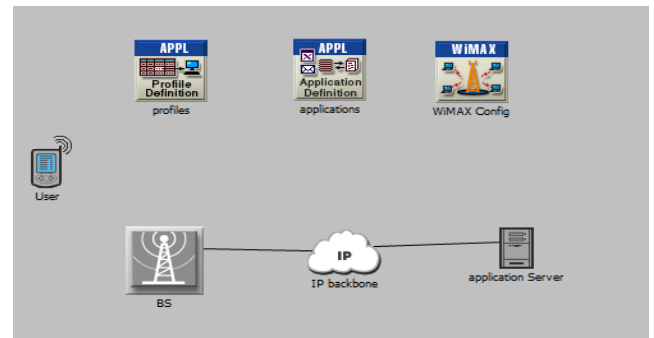 APPL
Profile
Definition
profiles
APPL
Application
Definition
applications
WiMAX
WiMAX Config
User
BS
IP
IP backbone
application Server